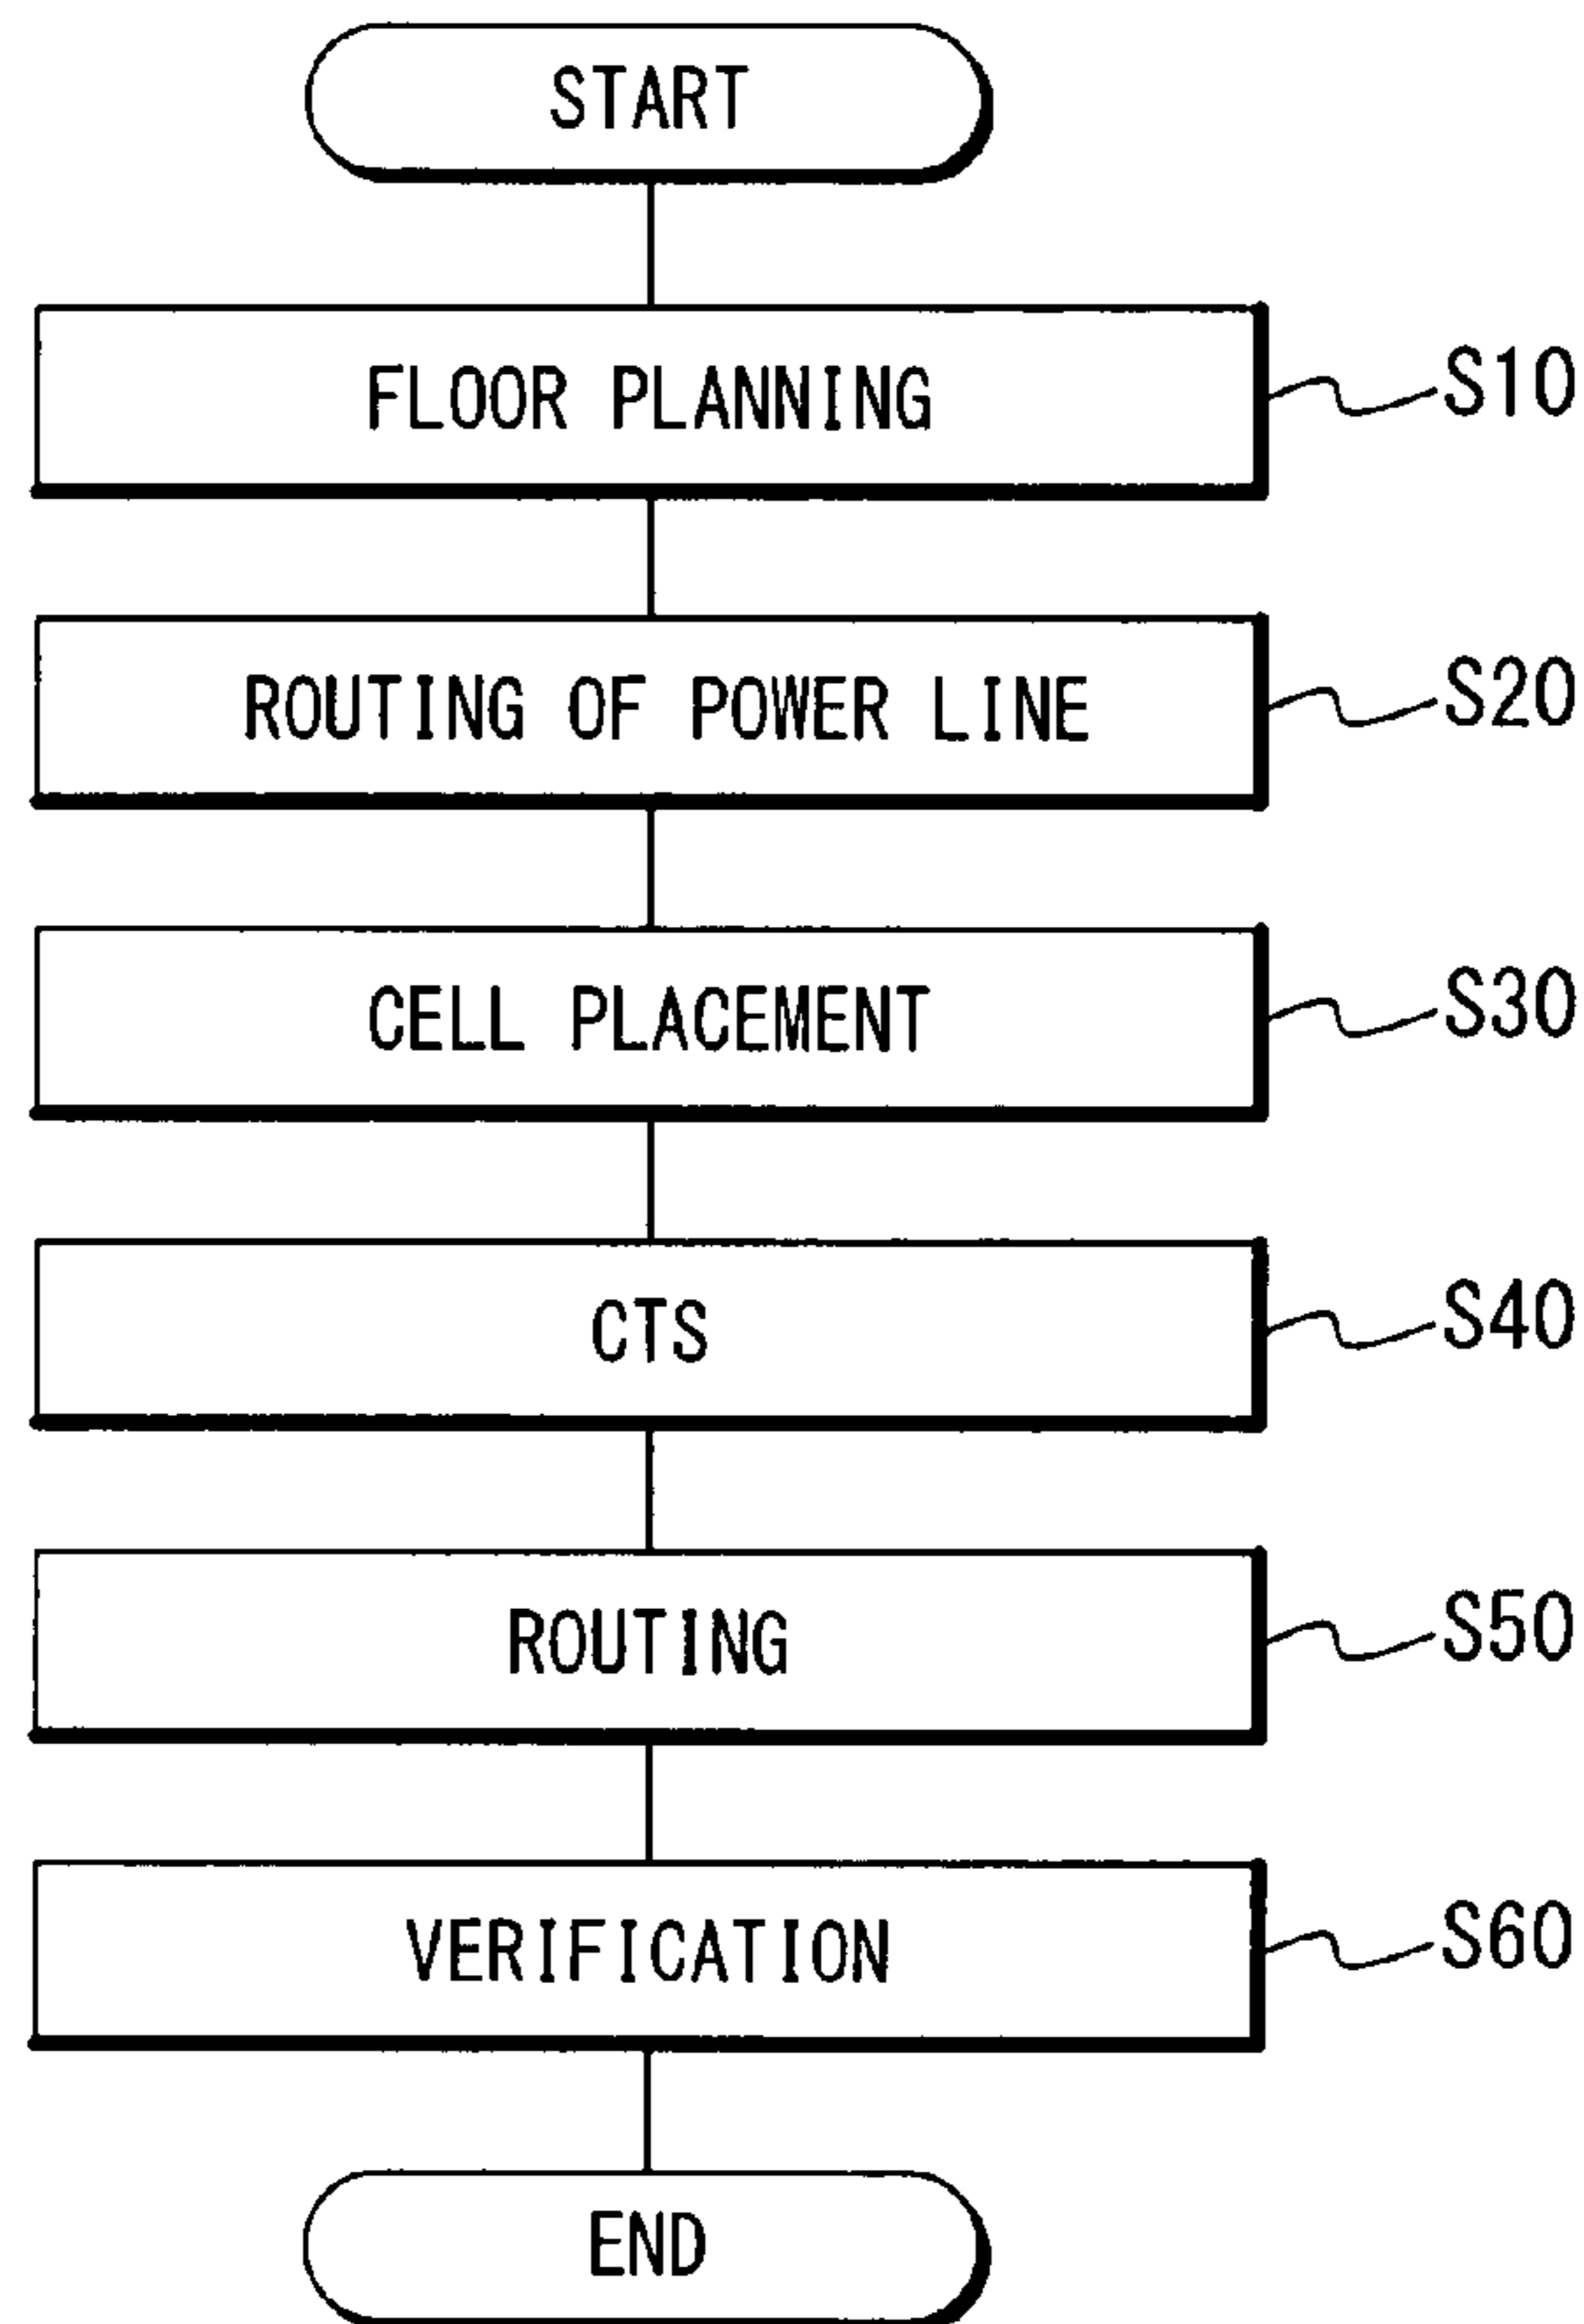 START
FLOOR PLANNING S10
ROUTING OF POWER LINE S20
CELL PLACEMENT S30
CTS S40
ROUTING S50
VERIFICATION S60
END